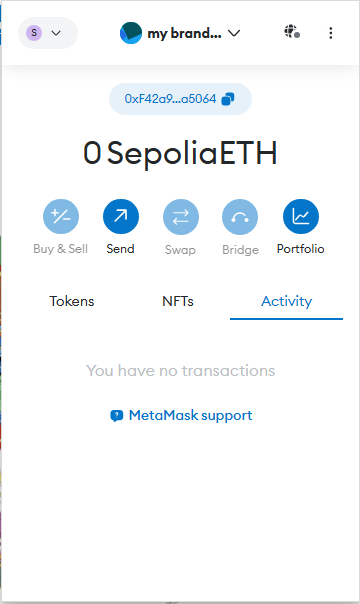 S
my brand...
0xF42a9...a5064
0 SepoliaETH
Buy & Sell
Send
Swap
Bridge
Portfolio
Tokens
NFTs
Activity
You have no transactions
MetaMask support